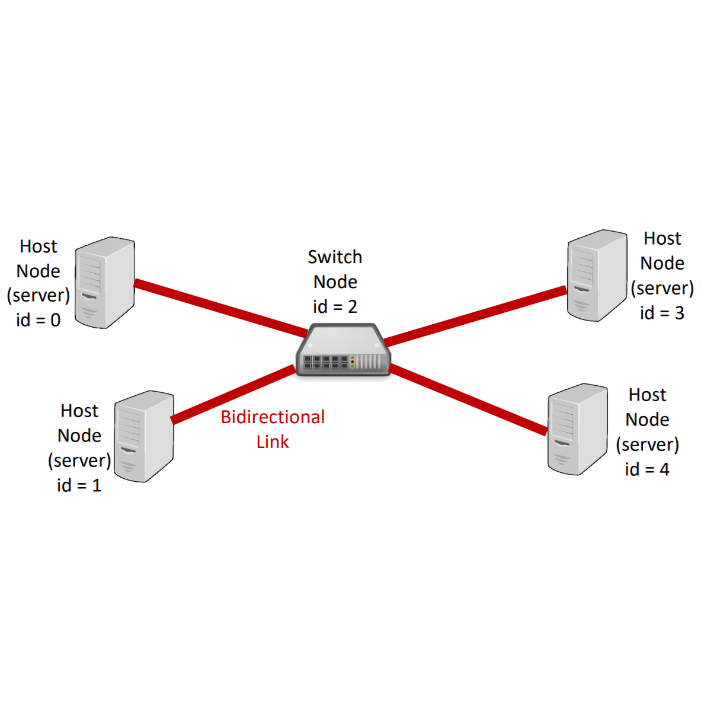 Host
Node
(server)
id = 0
Switch
Node
id = 2
Host
Node
(server)
id = 3
Host
Node
(server)
id = 1
Bidirectional
Link
Host
Node
(server)
id = 4